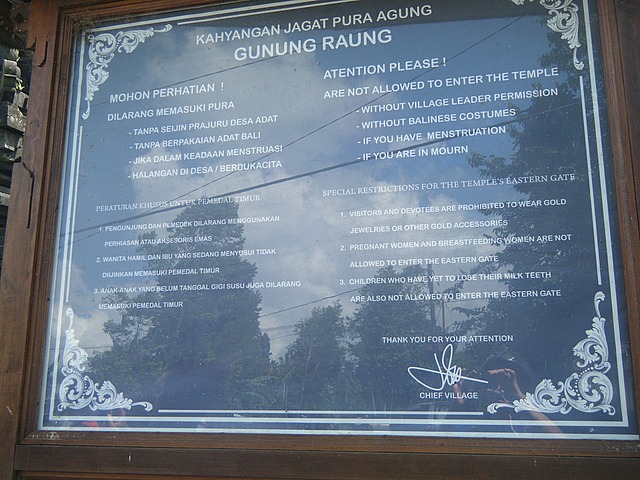 KAHYANGAN JAGAT PURA AGUNG
GUNUNG RAUNG
MOHON PERHATIAN !
DILARANG MEMASUKI PURA
- TANPA SEIJIN PRAJURU DESA ADAT
- TANPA BERPAKAIAN ADAT BALI
- JIKA DALAM KEADAAN MENSTRUASI
- HALANGAN DI DESA / BERDUKACITA
PERATURAN KHUSUS UNTUK PEMEDAL TIMUR
1. PENGUNJUNG DAN PEMEDEK DILARANG MENGGUNAKAN
PERHIASAN ATAU AKSESORIS EMAS
2. WANITA HAMIL DAN IBU YANG SEDANG MENYUSUI TIDAK
DIIJINKAN MEMASUKI PEMEDAL TIMUR
3. ANAK-ANAK YANG BELUM TANGGAL GIGI SUSU JUGA DILARANG
MEMASUKI PEMEDAL TIMUR
ATENTION PLEASE !
ARE NOT ALLOWED TO ENTER THE TEMPLE
- WITHOUT VILLAGE LEADER PERMISSION
- WITHOUT BALINESE COSTUMES
- IF YOU HAVE MENSTRUATION
- IF YOU ARE IN MOURN
SPECIAL RESTRICTIONS FOR THE TEMPLE'S EASTERN GATE
1. VISITORS AND DEVOTEES ARE PROHIBITED TO WEAR GOLD
JEWELRIES OR OTHER GOLD ACCESSORIES
2. PREGNANT WOMEN AND BREASTFEEDING WOMEN ARE NOT
ALLOWED TO ENTER THE EASTERN GATE
3. CHILDREN WHO HAVE YET TO LOSE THEIR MILK TEETH
ARE ALSO NOT ALLOWED TO ENTER THE EASTERN GATE
THANK YOU FOR YOUR ATTENTION
CHIEF VILLAGE